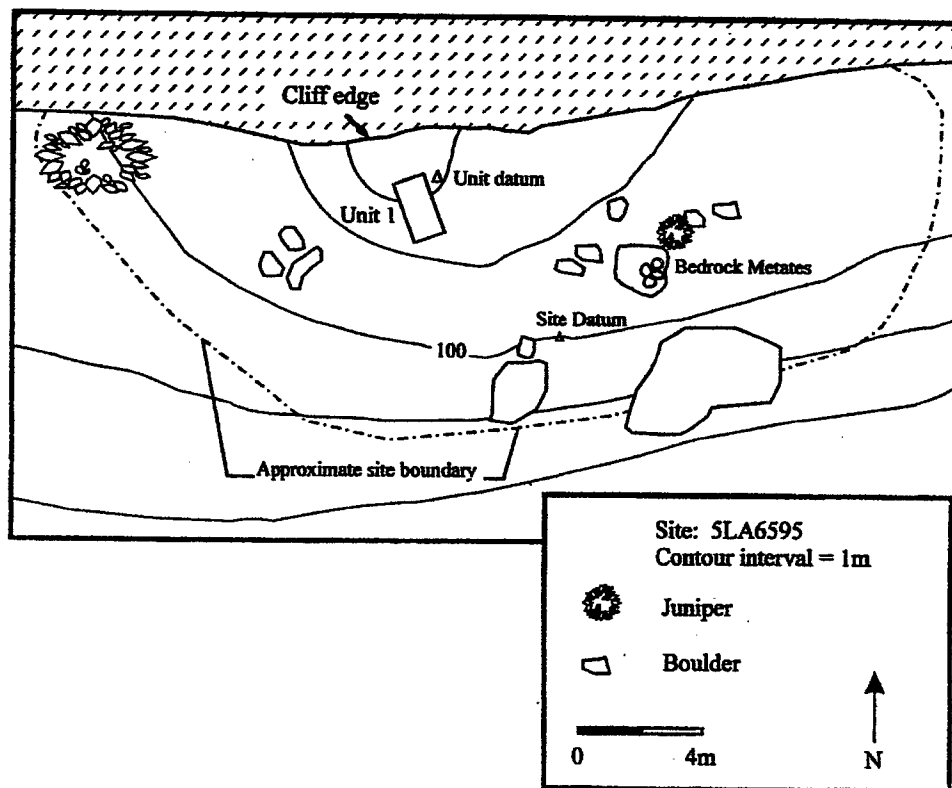 Cliff edge
Unit datum
Unit 1
Bedrock Metates
Site Datum
100
Approximate site boundary
Site: 5LA6595
Contour interval = 1m
Juniper
Boulder
0 4m
N